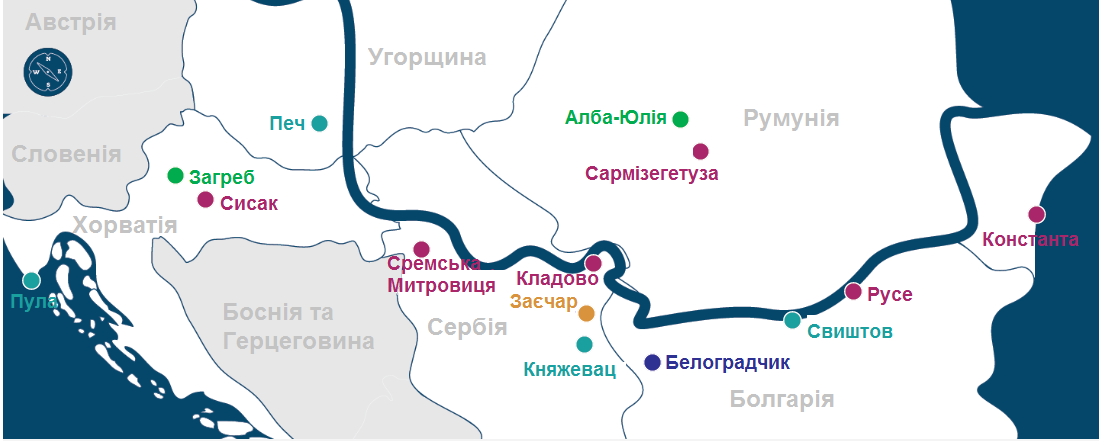 Австрія
N
W E
S
Угорщина
Печ
Алба-Юлія
Румунія
Словенія
Сармізегетуза
Загреб
Сисак
Хорватія
Константа
Сремська
Митровиця
Кладово
Пула
Заєчар
Русе
Боснія та
Герцеговина
Сербія
Свиштов
Княжевац
Белоградчик
Болгарія